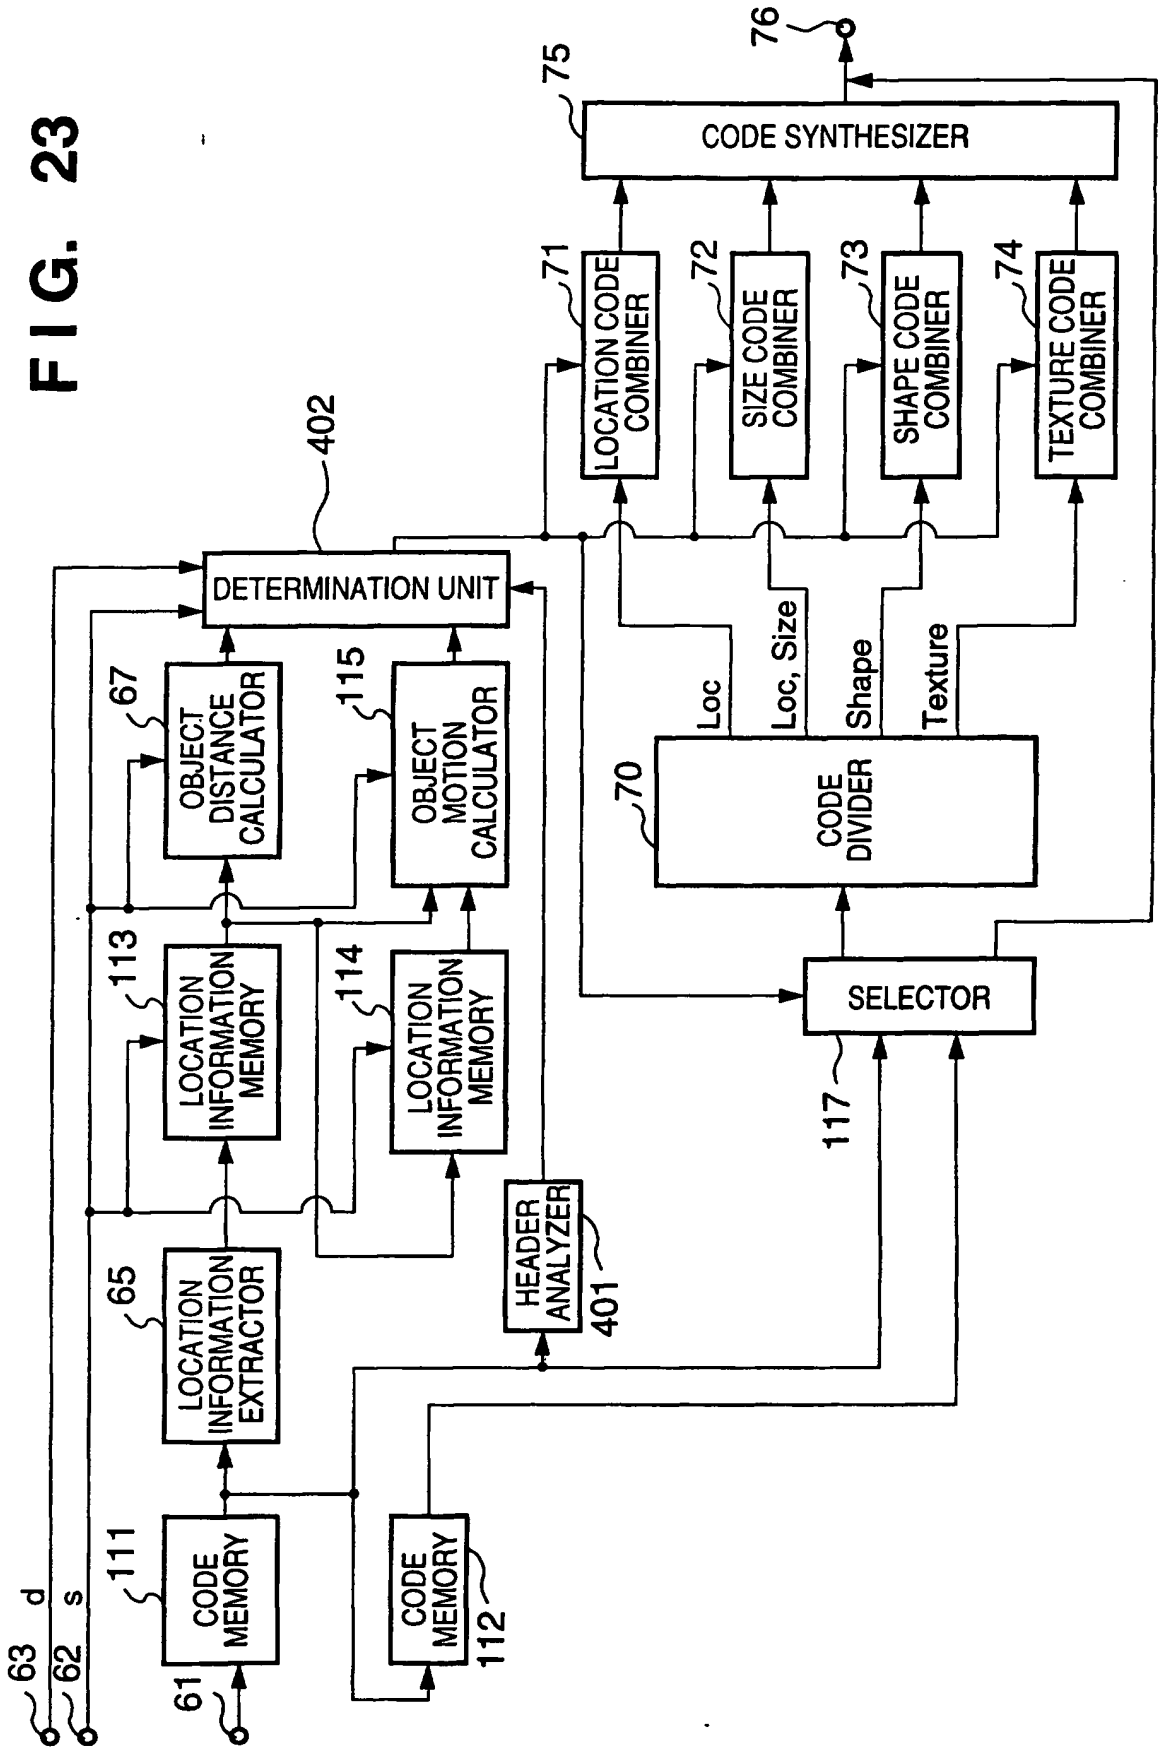 FIG. 23
63
d
62
s
61
111
CODE
MEMORY
CODE
MEMORY
112
65
LOCATION
INFORMATION
EXTRACTOR
113
LOCATION
INFORMATION
MEMORY
114
LOCATION
INFORMATION
MEMORY
HEADER
ANALYZER
401
67
OBJECT
DISTANCE
CALCULATOR
115
OBJECT
MOTION
CALCULATOR
402
DETERMINATION UNIT
117
SELECTOR
70
CODE
DIVIDER
Loc
Loc, Size
Shape
Texture
71
LOCATION CODE
COMBINER
72
SIZE CODE
COMBINER
73
SHAPE CODE
COMBINER
74
TEXTURE CODE
COMBINER
75
CODE SYNTHESIZER
76